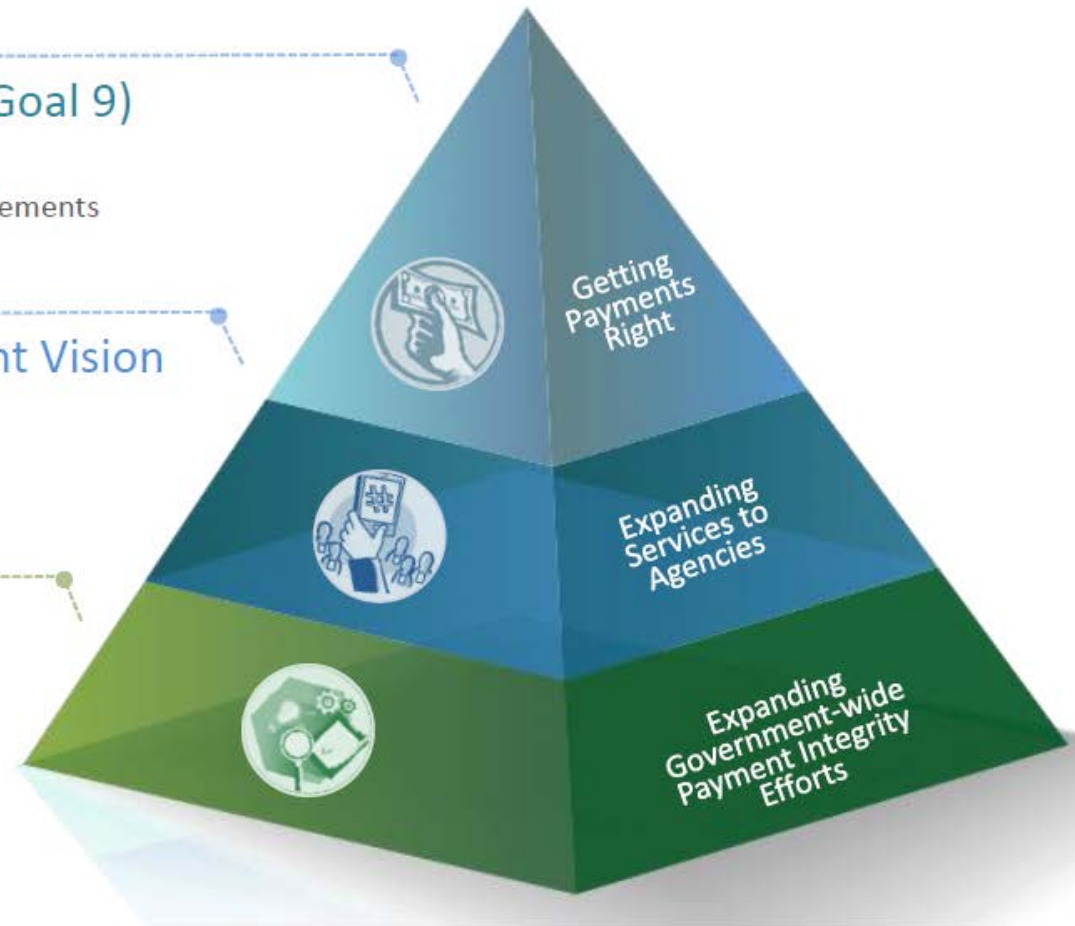 Goal 9)
ements
Getting
Payments
Right
nt Vision
#
Expanding
Services to
Agencies
Expanding
Government-wide
Payment Integrity
Efforts